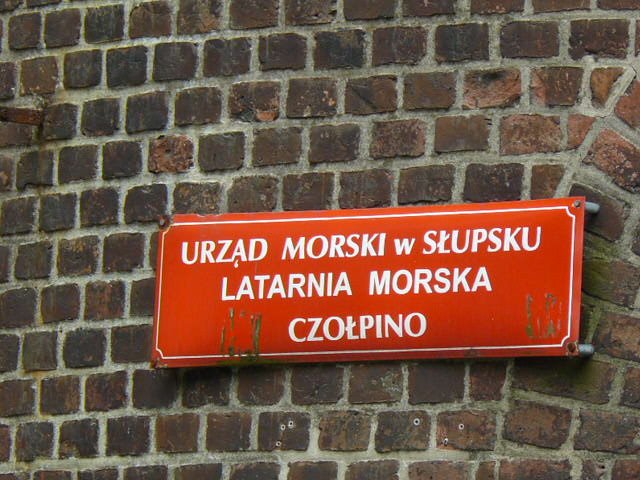 URZĄD MORSKI w SŁUPSKU
LATARNIA MORSKA
CZOŁPINO